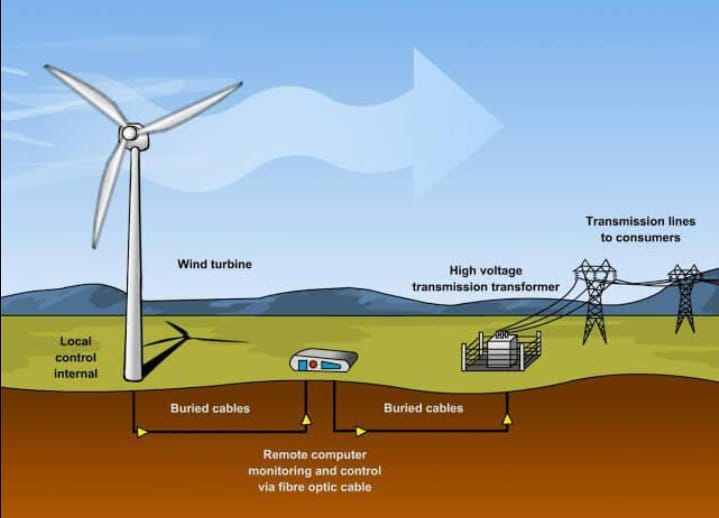 Transmission lines
to consumers
Wind turbine
High voltage
transmission transformer
Local
control
internal
Buried cables
Buried cables
Remote computer
monitoring and control
via fibre optic cable